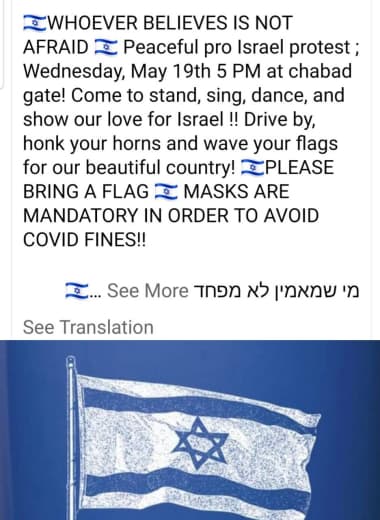 🇮🇱WHOEVER BELIEVES IS NOT
AFRAID 🇮🇱 Peaceful pro Israel protest ;
Wednesday, May 19th 5 PM at chabad
gate! Come to stand, sing, dance, and
show our love for Israel !! Drive by,
honk your horns and wave your flags
for our beautiful country! 🇮🇱PLEASE
BRING A FLAG 🇮🇱 MASKS ARE
MANDATORY IN ORDER TO AVOID
COVID FINES!!
מי שמאמין לא מפחד See More ...🇮🇱
See Translation